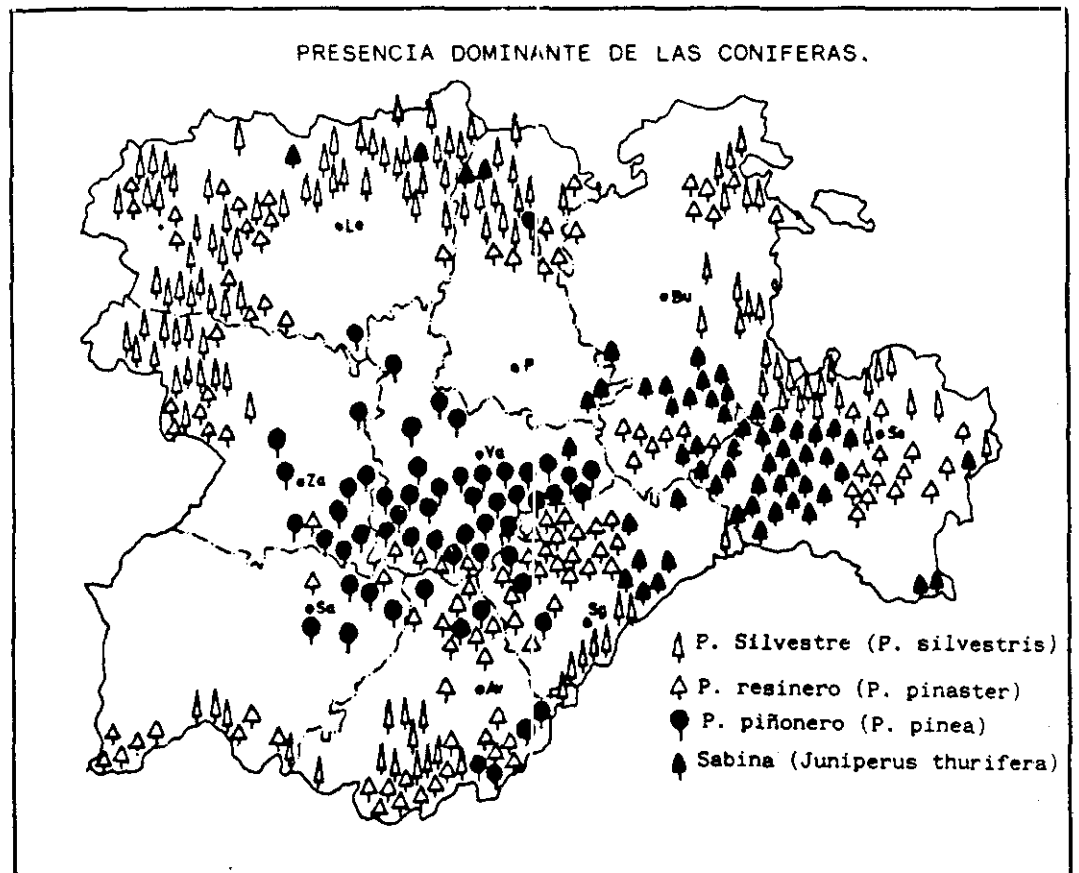 PRESENCIA DOMINANTE DE LAS CONIFERAS.
Le
Bu
P
So
Va
Za
Sa
Sg
Av
P. Silvestre (P. silvestris)
P. resinero (P. pinaster)
P. piñonero (P. pinea)
Sabina (Juniperus thurifera)